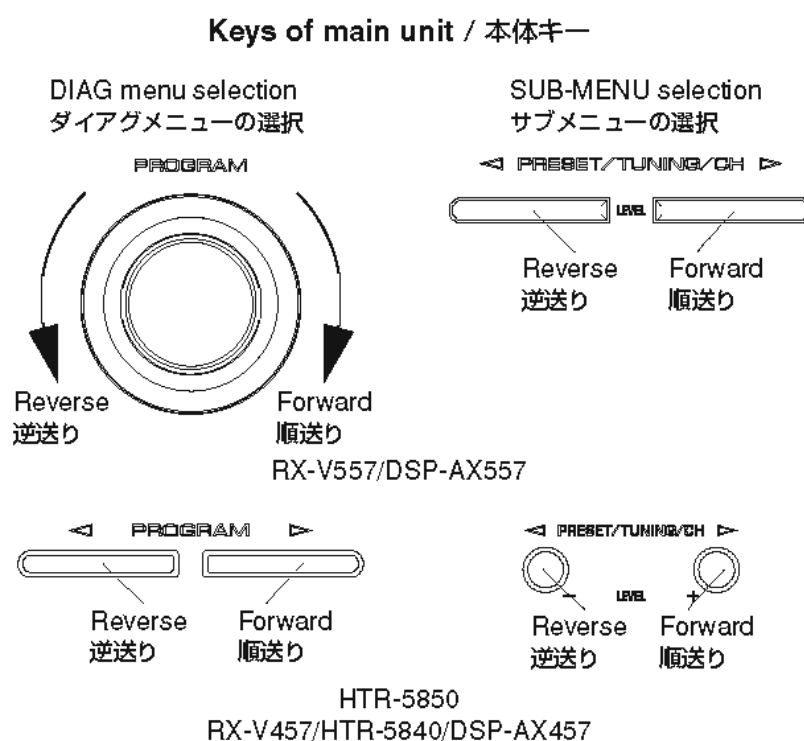 Keys of main unit / 本体キー
DIAG menu selection
ダイアグメニューの選択
PROGRAM
Reverse
逆送り
Forward
順送り
SUB-MENU selection
サブメニューの選択
◁ PRESET/TUNING/CH ▷
LEVEL
Reverse
逆送り
Forward
順送り
RX-V557/DSP-AX557
◁ PROGRAM ▷
Reverse
逆送り
Forward
順送り
◁ PRESET/TUNING/CH ▷
− LEVEL +
Reverse
逆送り
Forward
順送り
HTR-5850
RX-V457/HTR-5840/DSP-AX457